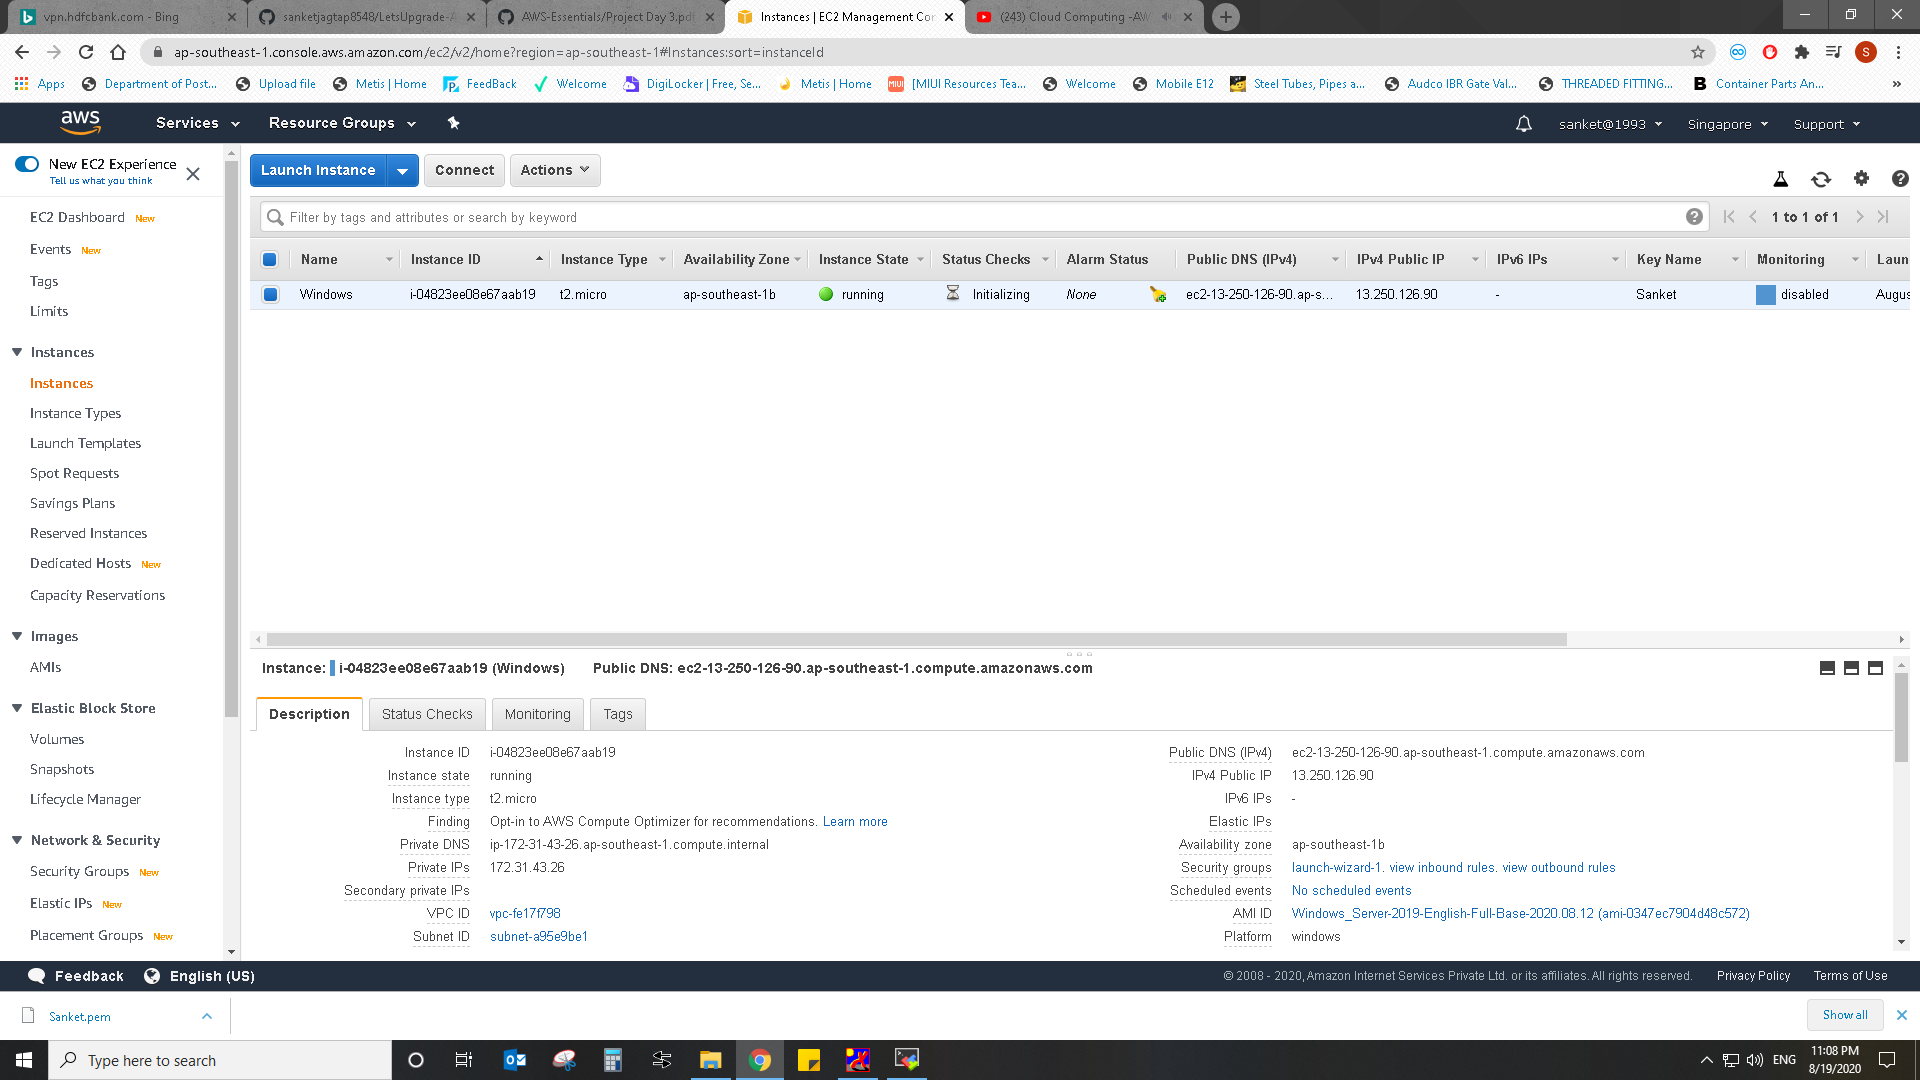 vpn.hdfcbank.com - Bing
sanketjagtap8548/LetsUpgrade-A
AWS-Essentials/Project Day 3.pdf
Instances | EC2 Management Con
(243) Cloud Computing -AW
ap-southeast-1.console.aws.amazon.com/ec2/v2/home?region=ap-southeast-1#Instances:sort=instanceId
Apps
Department of Post...
Upload file
Metis | Home
FeedBack
Welcome
DigiLocker | Free, Se...
Metis | Home
[MIUI Resources Tea...
Welcome
Mobile E12
Steel Tubes, Pipes a...
Audco IBR Gate Val...
THREADED FITTING...
Container Parts An...
»
aws
Services
Resource Groups
sanket@1993
Singapore
Support
New EC2 Experience
Tell us what you think
Launch Instance
Connect
Actions
EC2 Dashboard New
Events New
Tags
Limits
Instances
Instances
Instance Types
Launch Templates
Spot Requests
Savings Plans
Reserved Instances
Dedicated Hosts New
Capacity Reservations
Images
AMIs
Elastic Block Store
Volumes
Snapshots
Lifecycle Manager
Network & Security
Security Groups New
Elastic IPs New
Placement Groups New
Filter by tags and attributes or search by keyword
1 to 1 of 1
Name Instance ID Instance Type Availability Zone Instance State Status Checks Alarm Status Public DNS (IPv4) IPv4 Public IP IPv6 IPs Key Name Monitoring Laun
Windows i-04823ee08e67aab19 t2.micro ap-southeast-1b running Initializing None ec2-13-250-126-90.ap-s... 13.250.126.90 - Sanket disabled Augus
Instance: i-04823ee08e67aab19 (Windows) Public DNS: ec2-13-250-126-90.ap-southeast-1.compute.amazonaws.com
Description
Status Checks
Monitoring
Tags
Instance ID i-04823ee08e67aab19
Instance state running
Instance type t2.micro
Finding Opt-in to AWS Compute Optimizer for recommendations. Learn more
Private DNS ip-172-31-43-26.ap-southeast-1.compute.internal
Private IPs 172.31.43.26
Secondary private IPs
VPC ID vpc-fe17f798
Subnet ID subnet-a95e9be1
Public DNS (IPv4) ec2-13-250-126-90.ap-southeast-1.compute.amazonaws.com
IPv4 Public IP 13.250.126.90
IPv6 IPs -
Elastic IPs
Availability zone ap-southeast-1b
Security groups launch-wizard-1. view inbound rules. view outbound rules
Scheduled events No scheduled events
AMI ID Windows_Server-2019-English-Full-Base-2020.08.12 (ami-0347ec7904d48c572)
Platform windows
Feedback
English (US)
© 2008 - 2020, Amazon Internet Services Private Ltd. or its affiliates. All rights reserved.
Privacy Policy
Terms of Use
Sanket.pem
Show all
Type here to search
ENG
11:08 PM
8/19/2020